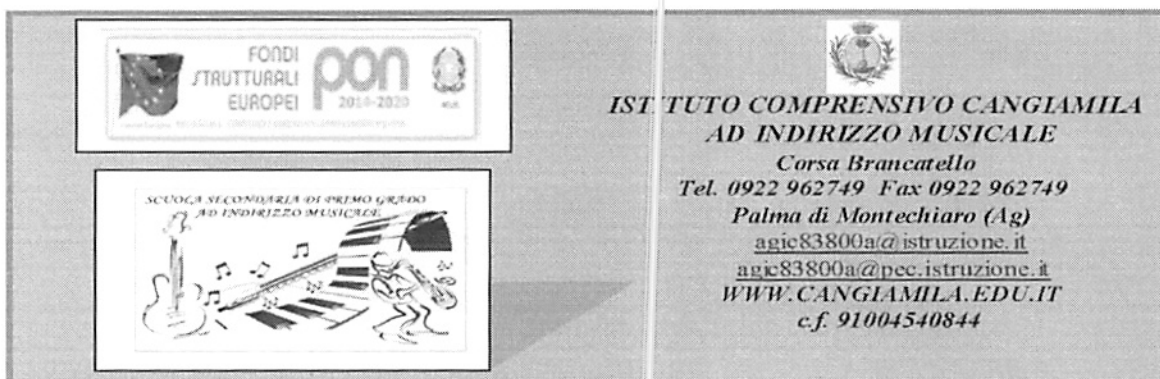 FONDI
STRUTTURALI
EUROPEI
pon
2014-2020
SCUOLA SECONDARIA DI PRIMO GRADO
AD INDIRIZZO MUSICALE
ISTITUTO COMPRENSIVO CANGIAMILA
AD INDIRIZZO MUSICALE
Corsa Brancatello
Tel. 0922 962749 Fax 0922 962749
Palma di Montechiaro (Ag)
agic83800a@istruzione.it
agic83800a@pec.istruzione.it
WWW.CANGIAMILA.EDU.IT
c.f. 91004540844